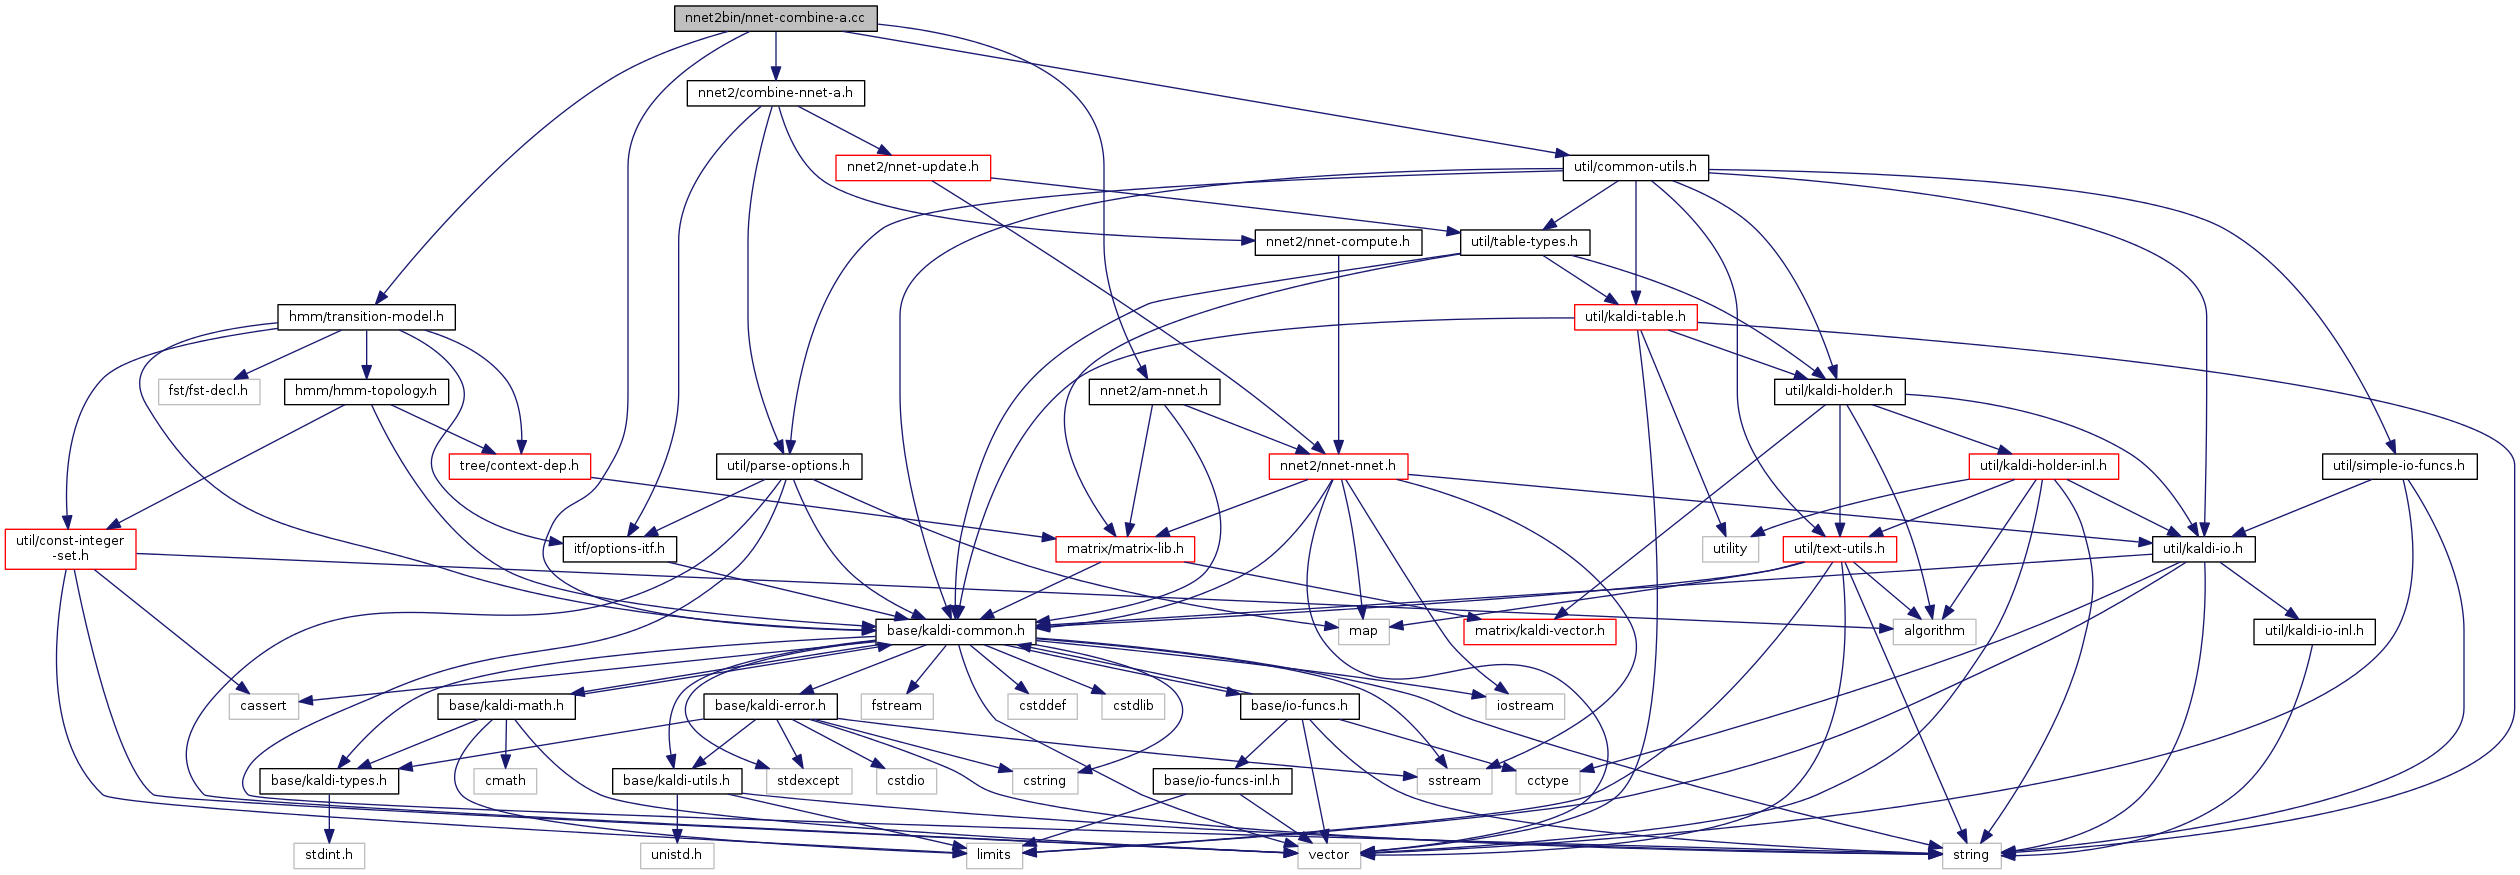 nnet2bin/nnet-combine-a.cc
nnet2/combine-nnet-a.h
nnet2/nnet-update.h
util/common-utils.h
nnet2/nnet-compute.h
util/table-types.h
hmm/transition-model.h
util/kaldi-table.h
fst/fst-decl.h
hmm/hmm-topology.h
nnet2/am-nnet.h
util/kaldi-holder.h
tree/context-dep.h
util/parse-options.h
nnet2/nnet-nnet.h
util/kaldi-holder-inl.h
util/simple-io-funcs.h
util/const-integer
-set.h
itf/options-itf.h
matrix/matrix-lib.h
utility
util/text-utils.h
util/kaldi-io.h
base/kaldi-common.h
map
matrix/kaldi-vector.h
algorithm
util/kaldi-io-inl.h
cassert
base/kaldi-math.h
base/kaldi-error.h
fstream
cstddef
cstdlib
base/io-funcs.h
iostream
base/kaldi-types.h
cmath
base/kaldi-utils.h
stdexcept
cstdio
cstring
base/io-funcs-inl.h
sstream
cctype
stdint.h
unistd.h
limits
vector
string